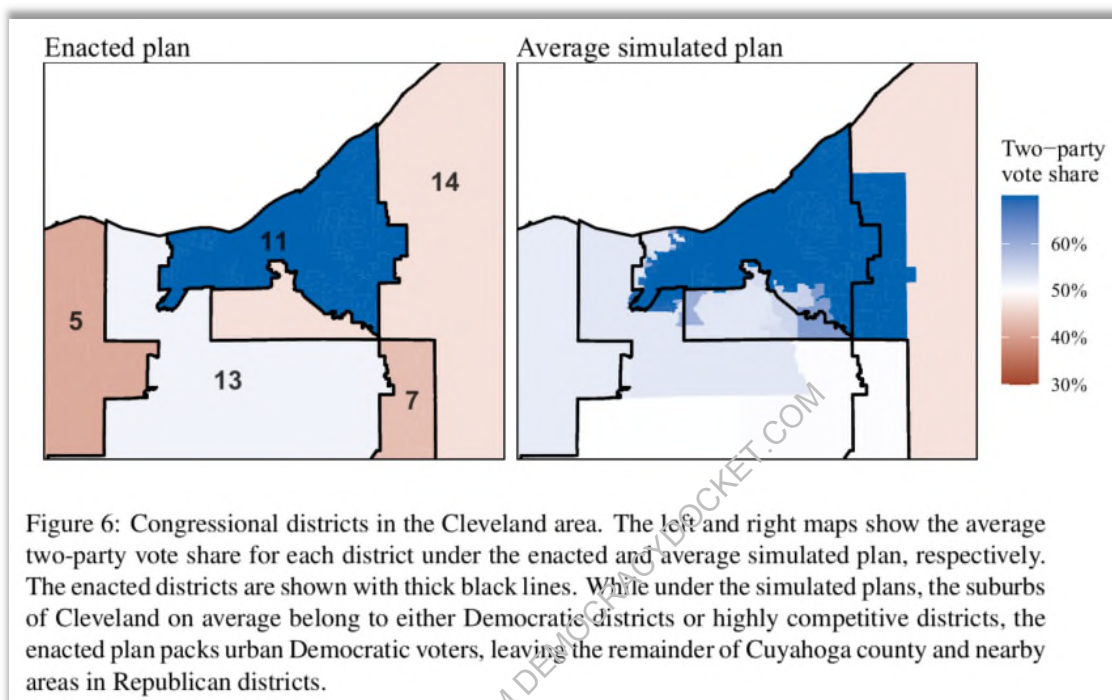 Enacted plan
Average simulated plan
14
11
5
13
7
Two−party
vote share
60%
50%
40%
30%
DEMOCRACYDOCKET.COM
Figure 6: Congressional districts in the Cleveland area. The left and right maps show the average
two-party vote share for each district under the enacted and average simulated plan, respectively.
The enacted districts are shown with thick black lines. While under the simulated plans, the suburbs
of Cleveland on average belong to either Democratic districts or highly competitive districts, the
enacted plan packs urban Democratic voters, leaving the remainder of Cuyahoga county and nearby
areas in Republican districts.